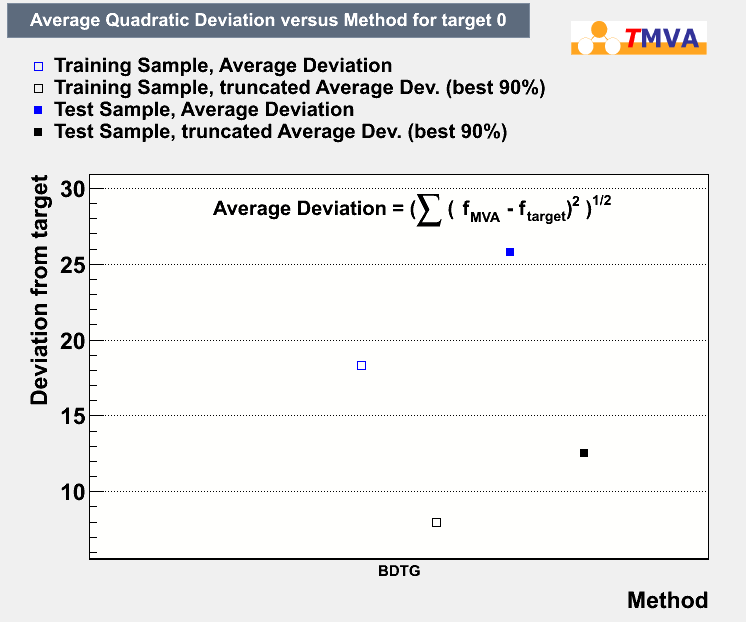 Average Quadratic Deviation versus Method for target 0
TMVA
Training Sample, Average Deviation
Training Sample, truncated Average Dev. (best 90%)
Test Sample, Average Deviation
Test Sample, truncated Average Dev. (best 90%)
Average Deviation = (∑ ( f_MVA - f_target)^2 )^1/2
Deviation from target
30
25
20
15
10
BDTG
Method